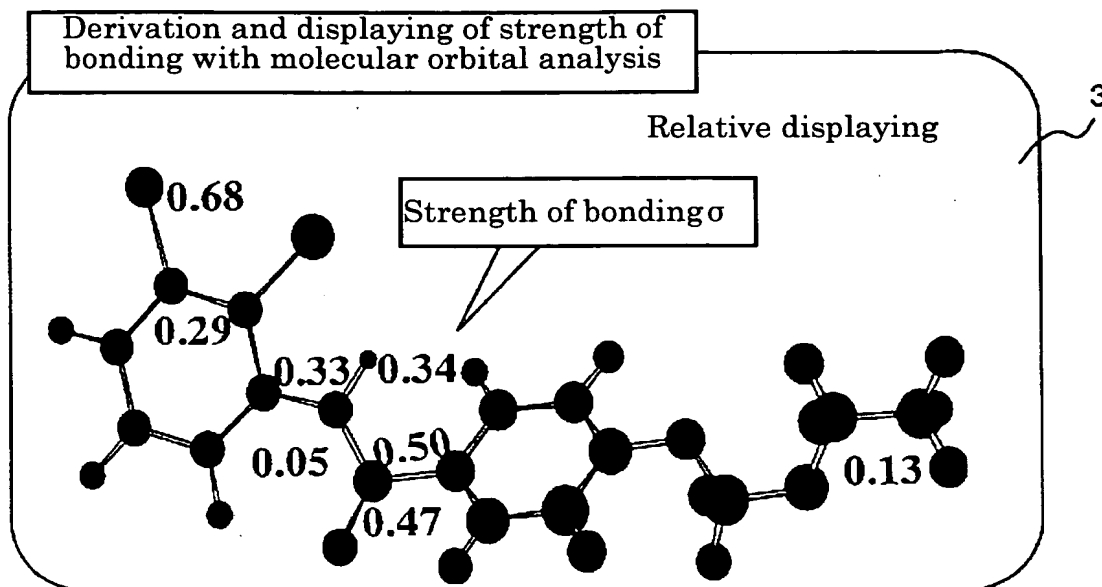 Derivation and displaying of strength of
bonding with molecular orbital analysis
3
Relative displaying
0.68
Strength of bondingσ
0.29
0.33
0.34
0.05
0.50
0.13
0.47